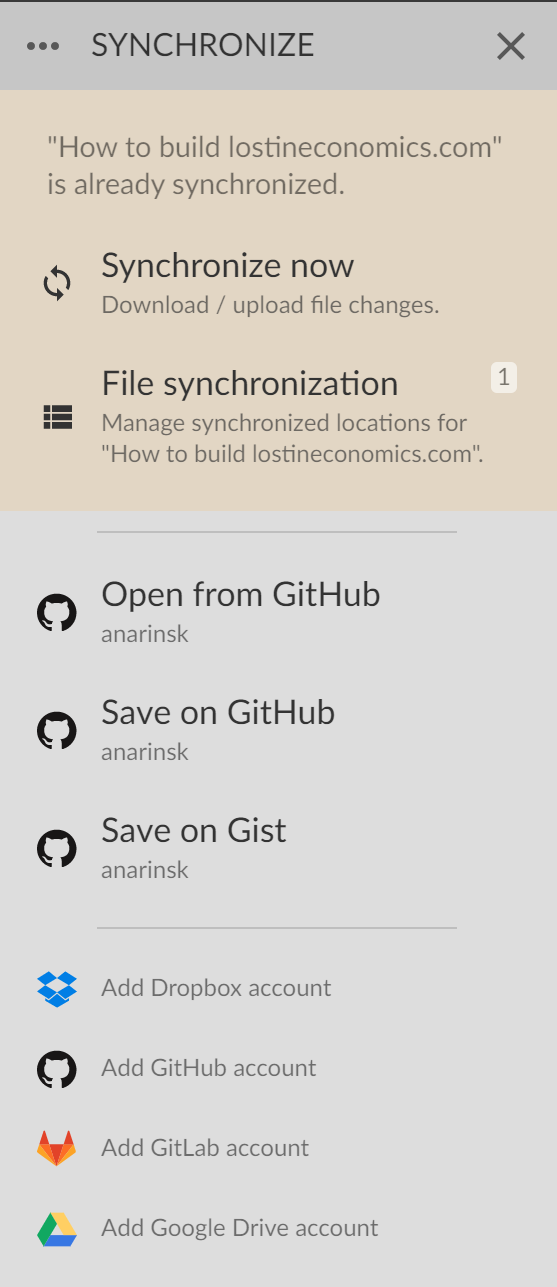 SYNCHRONIZE
"How to build lostineconomics.com"
is already synchronized.
Synchronize now
Download / upload file changes.
File synchronization
1
Manage synchronized locations for
"How to build lostineconomics.com".
Open from GitHub
anarinsk
Save on GitHub
anarinsk
Save on Gist
anarinsk
Add Dropbox account
Add GitHub account
Add GitLab account
Add Google Drive account